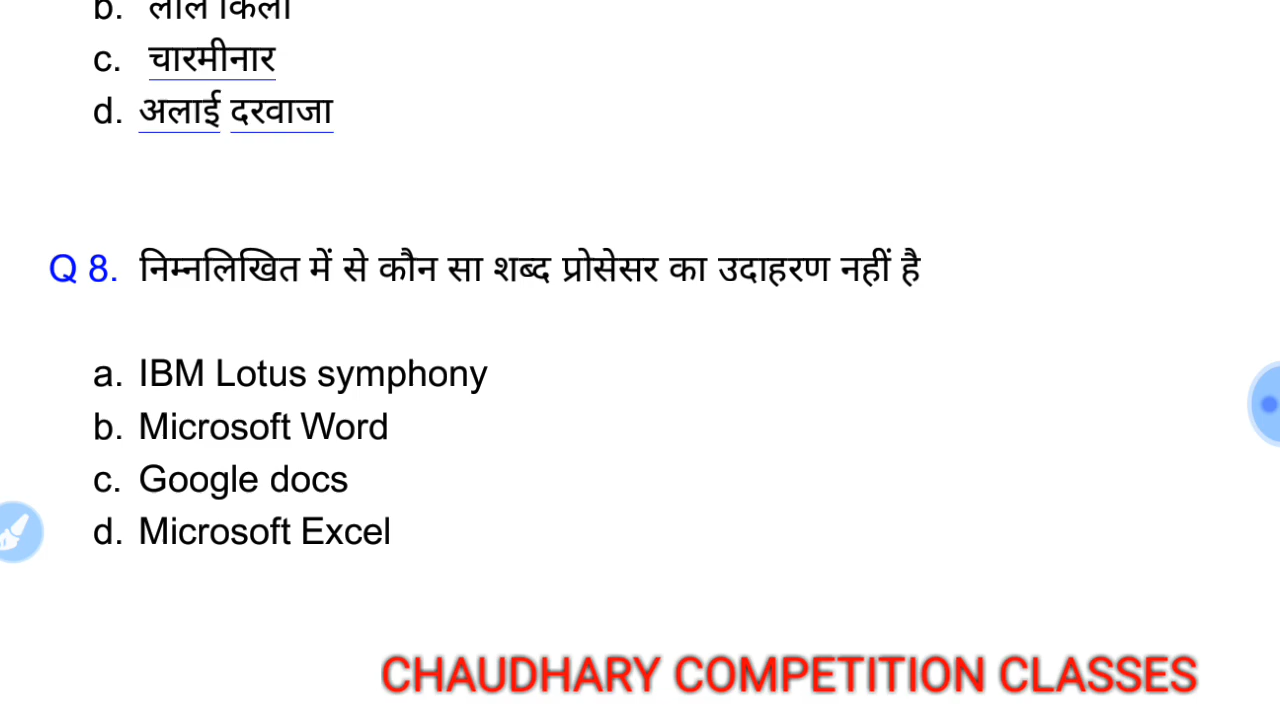 b. लाल किला
c. चारमीनार
d. अलाई दरवाजा
Q 8. निम्नलिखित में से कौन सा शब्द प्रोसेसर का उदाहरण नहीं है
a. IBM Lotus symphony
b. Microsoft Word
c. Google docs
d. Microsoft Excel
CHAUDHARY COMPETITION CLASSES